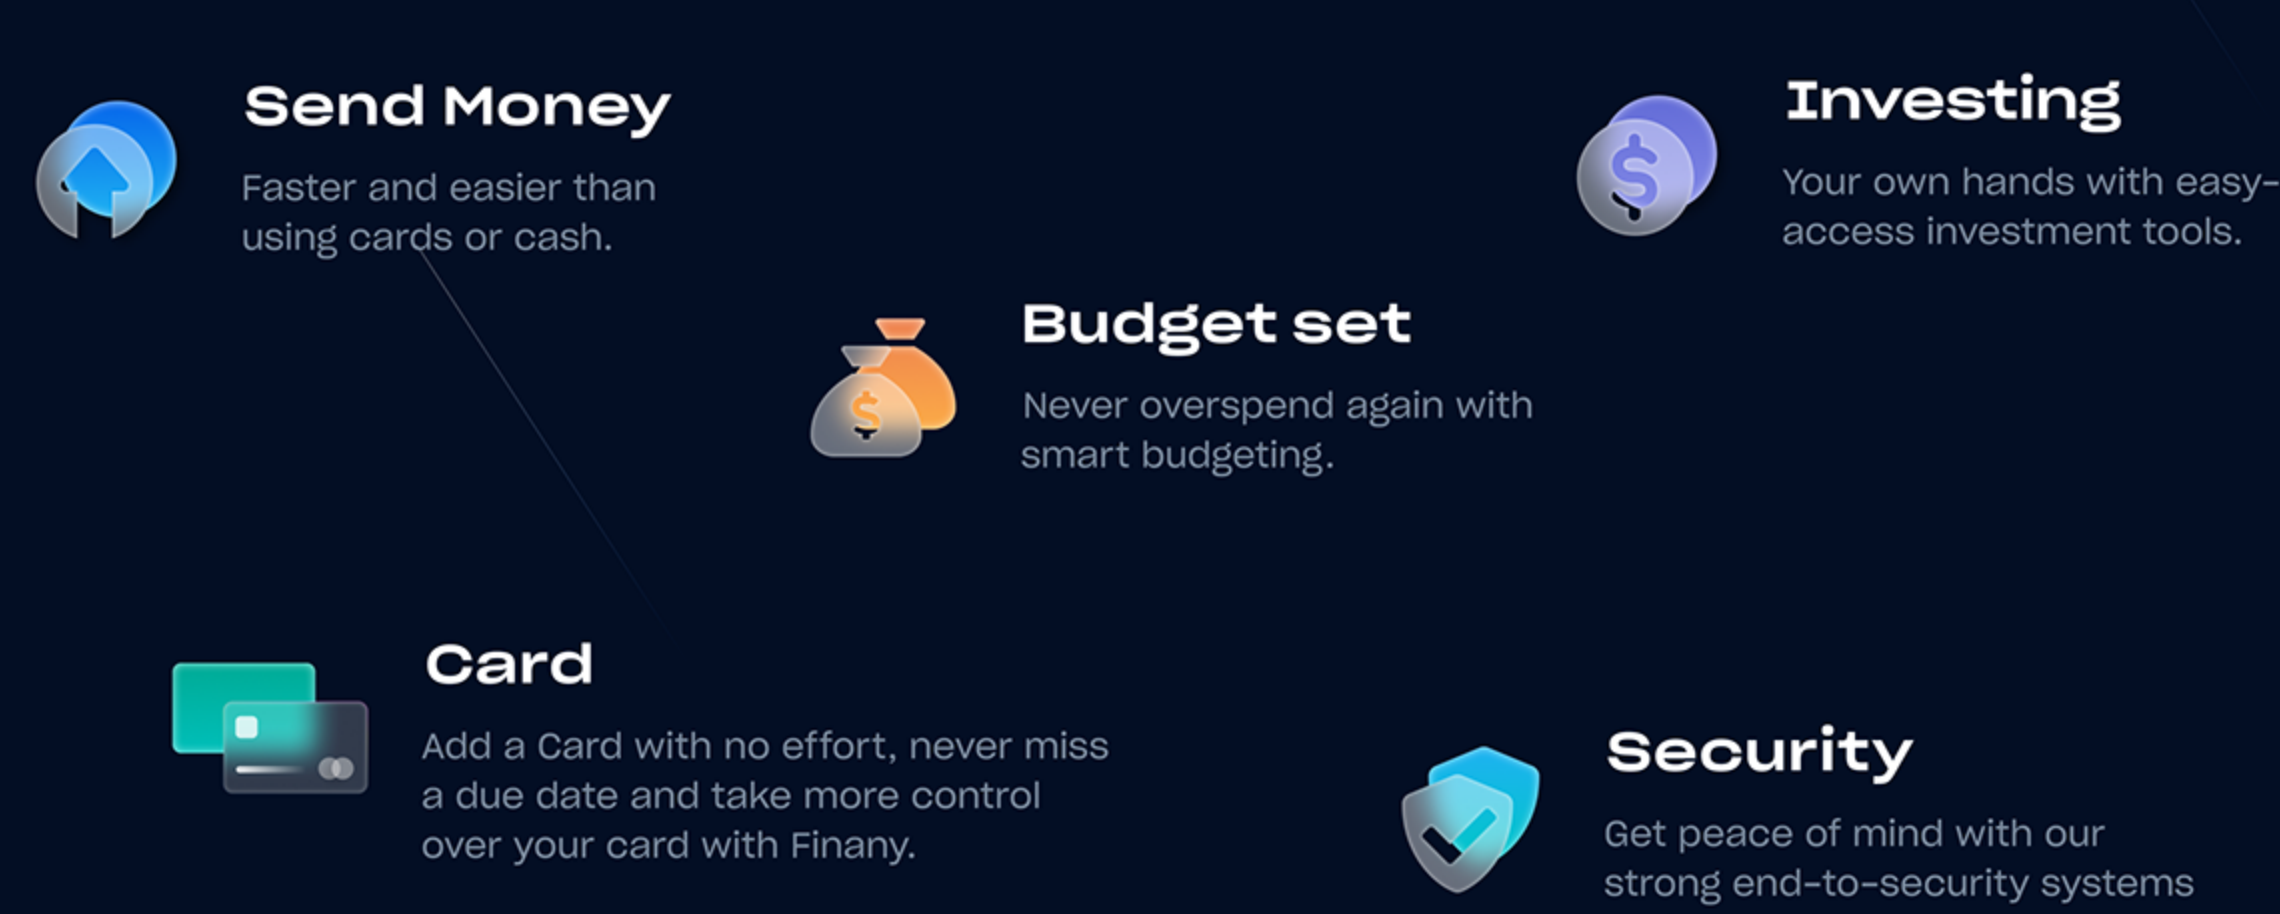 Send Money
Faster and easier than
using cards or cash.
Investing
Your own hands with easy-
access investment tools.
Budget set
Never overspend again with
smart budgeting.
Card
Add a Card with no effort, never miss
a due date and take more control
over your card with Finany.
Security
Get peace of mind with our
strong end-to-security systems